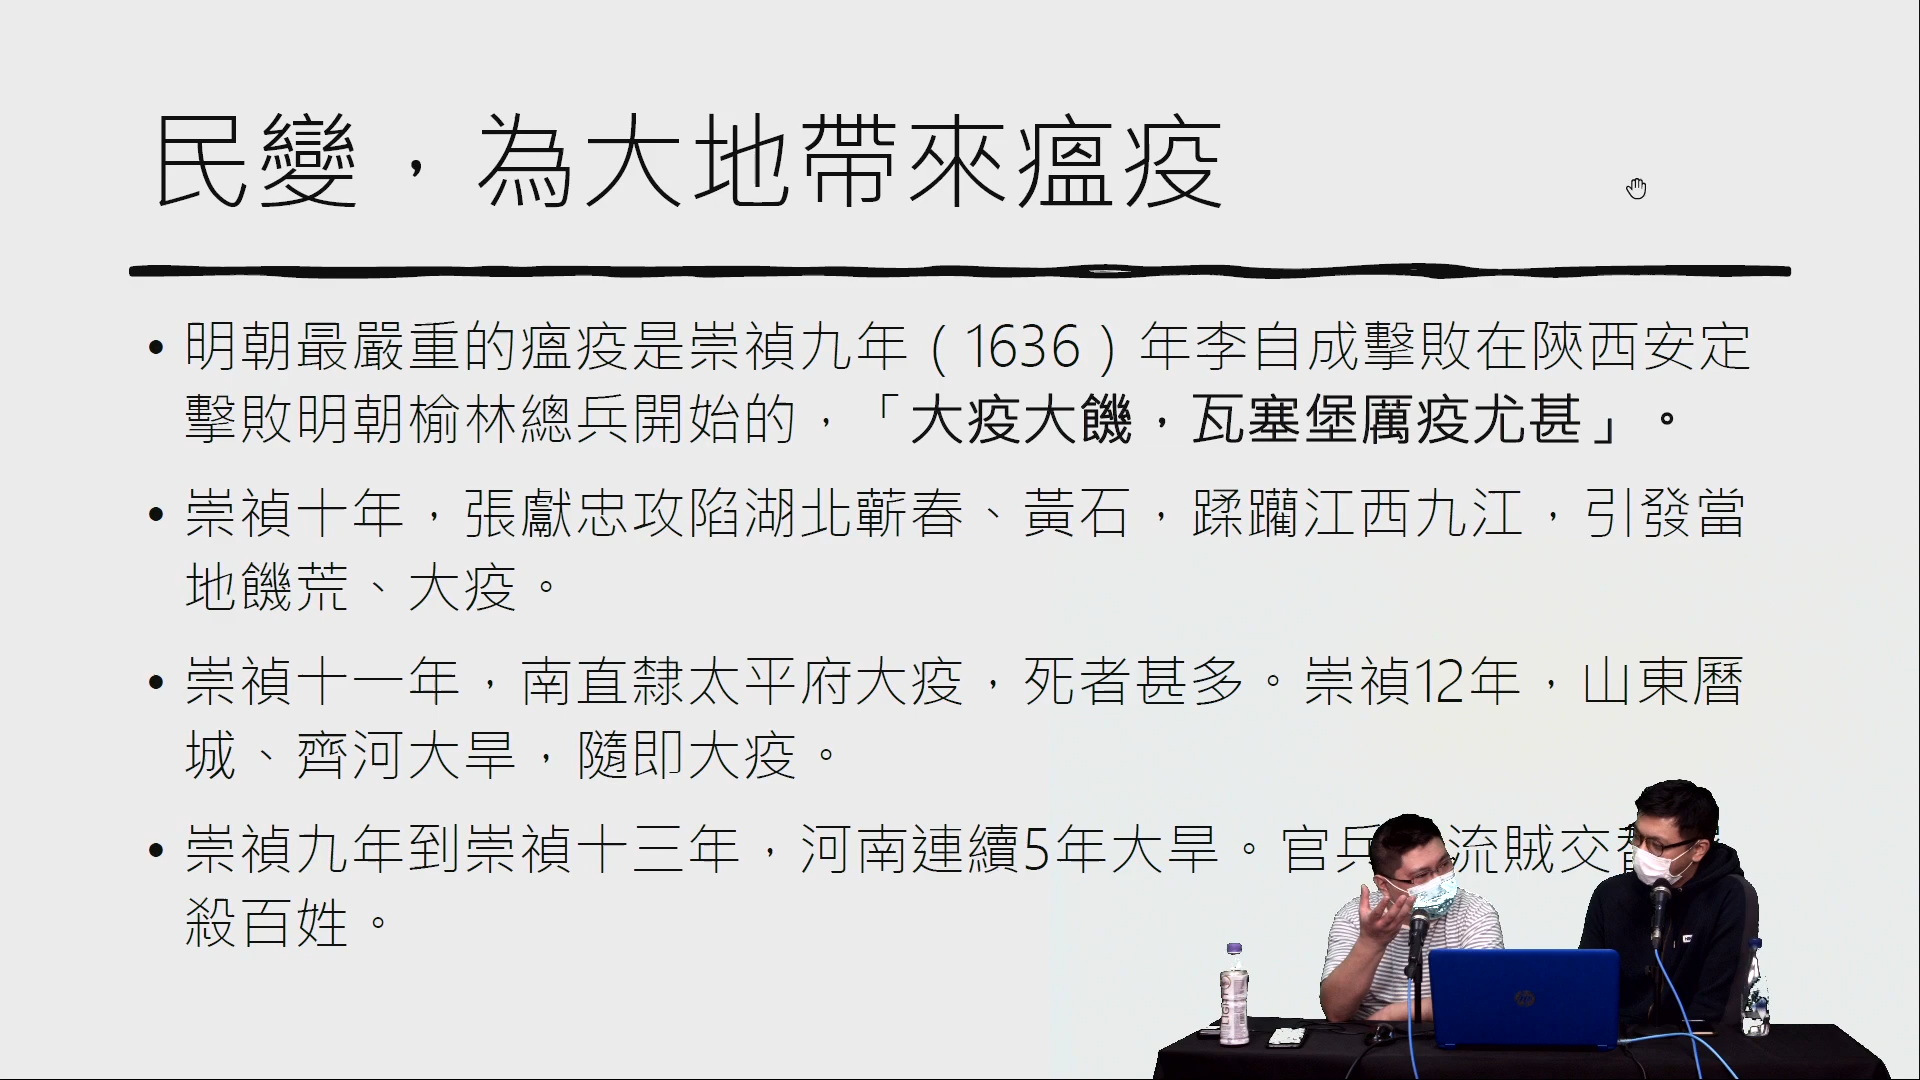 民變，為大地帶來瘟疫
• 明朝最嚴重的瘟疫是崇禎九年（1636）年李自成擊敗在陝西安定
擊敗明朝榆林總兵開始的，「大疫大饑，瓦塞堡厲疫尤甚」。
• 崇禎十年，張獻忠攻陷湖北蘄春、黃石，蹂躪江西九江，引發當
地饑荒、大疫。
• 崇禎十一年，南直隸太平府大疫，死者甚多。崇禎12年，山東曆
城、齊河大旱，隨即大疫。
• 崇禎九年到崇禎十三年，河南連續5年大旱。官兵 流賊交
殺百姓。
hp